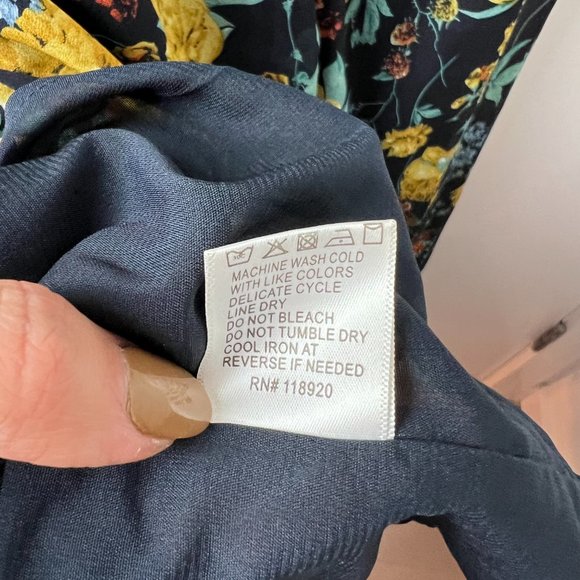 MACHINE WASH COLD
WITH LIKE COLORS
DELICATE CYCLE
LINE DRY
DO NOT BLEACH
DO NOT TUMBLE DRY
COOL IRON AT
REVERSE IF NEEDED
RN# 118920